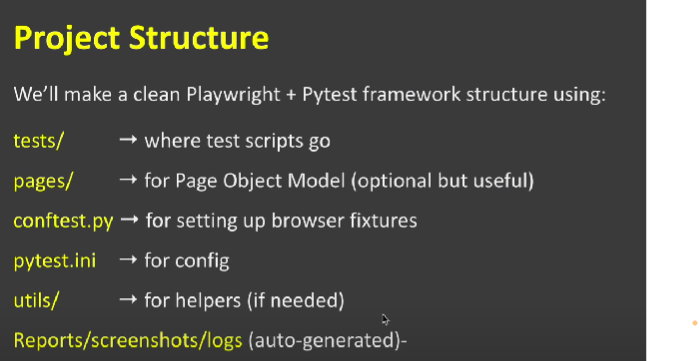 Project Structure
We'll make a clean Playwright + Pytest framework structure using:
tests/ → where test scripts go
pages/ → for Page Object Model (optional but useful)
conftest.py → for setting up browser fixtures
pytest.ini → for config
utils/ → for helpers (if needed)
Reports/screenshots/logs (auto-generated)-